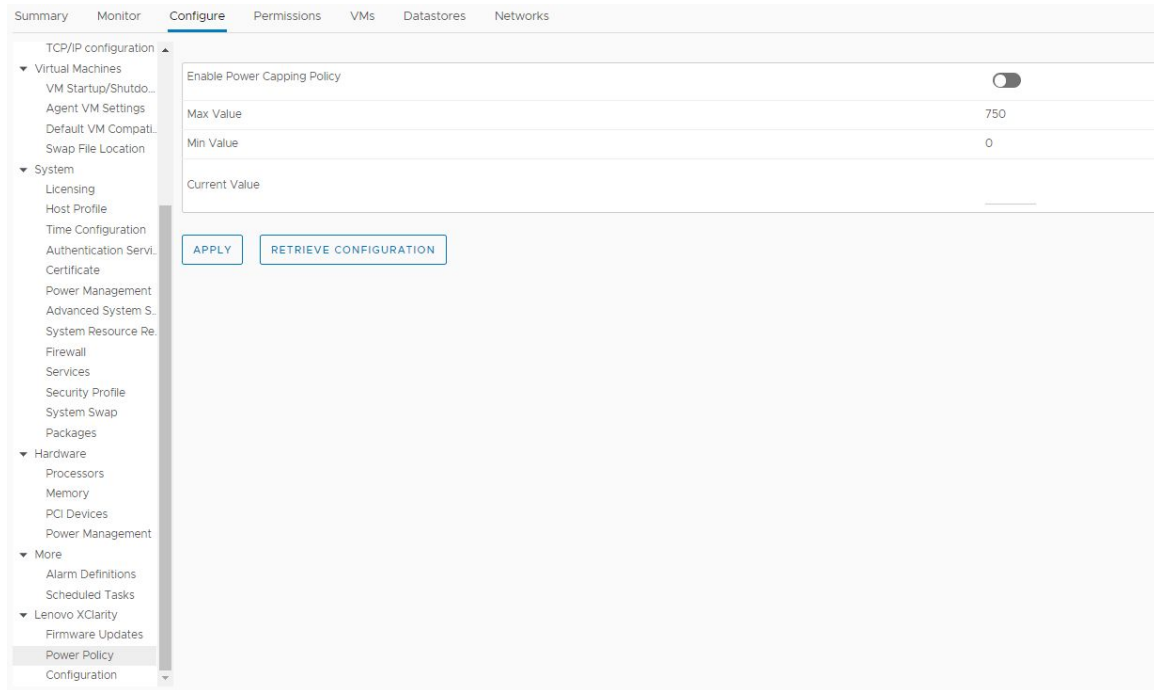 Summary Monitor Configure Permissions VMs Datastores Networks
TCP/IP configuration
Virtual Machines
VM Startup/Shutdo...
Agent VM Settings
Default VM Compati..
Swap File Location
System
Licensing
Host Profile
Time Configuration
Authentication Servi..
Certificate
Power Management
Advanced System S..
System Resource Re.
Firewall
Services
Security Profile
System Swap
Packages
Hardware
Processors
Memory
PCI Devices
Power Management
More
Alarm Definitions
Scheduled Tasks
Lenovo XClarity
Firmware Updates
Power Policy
Configuration
Enable Power Capping Policy
Max Value 750
Min Value 0
Current Value
APPLY RETRIEVE CONFIGURATION